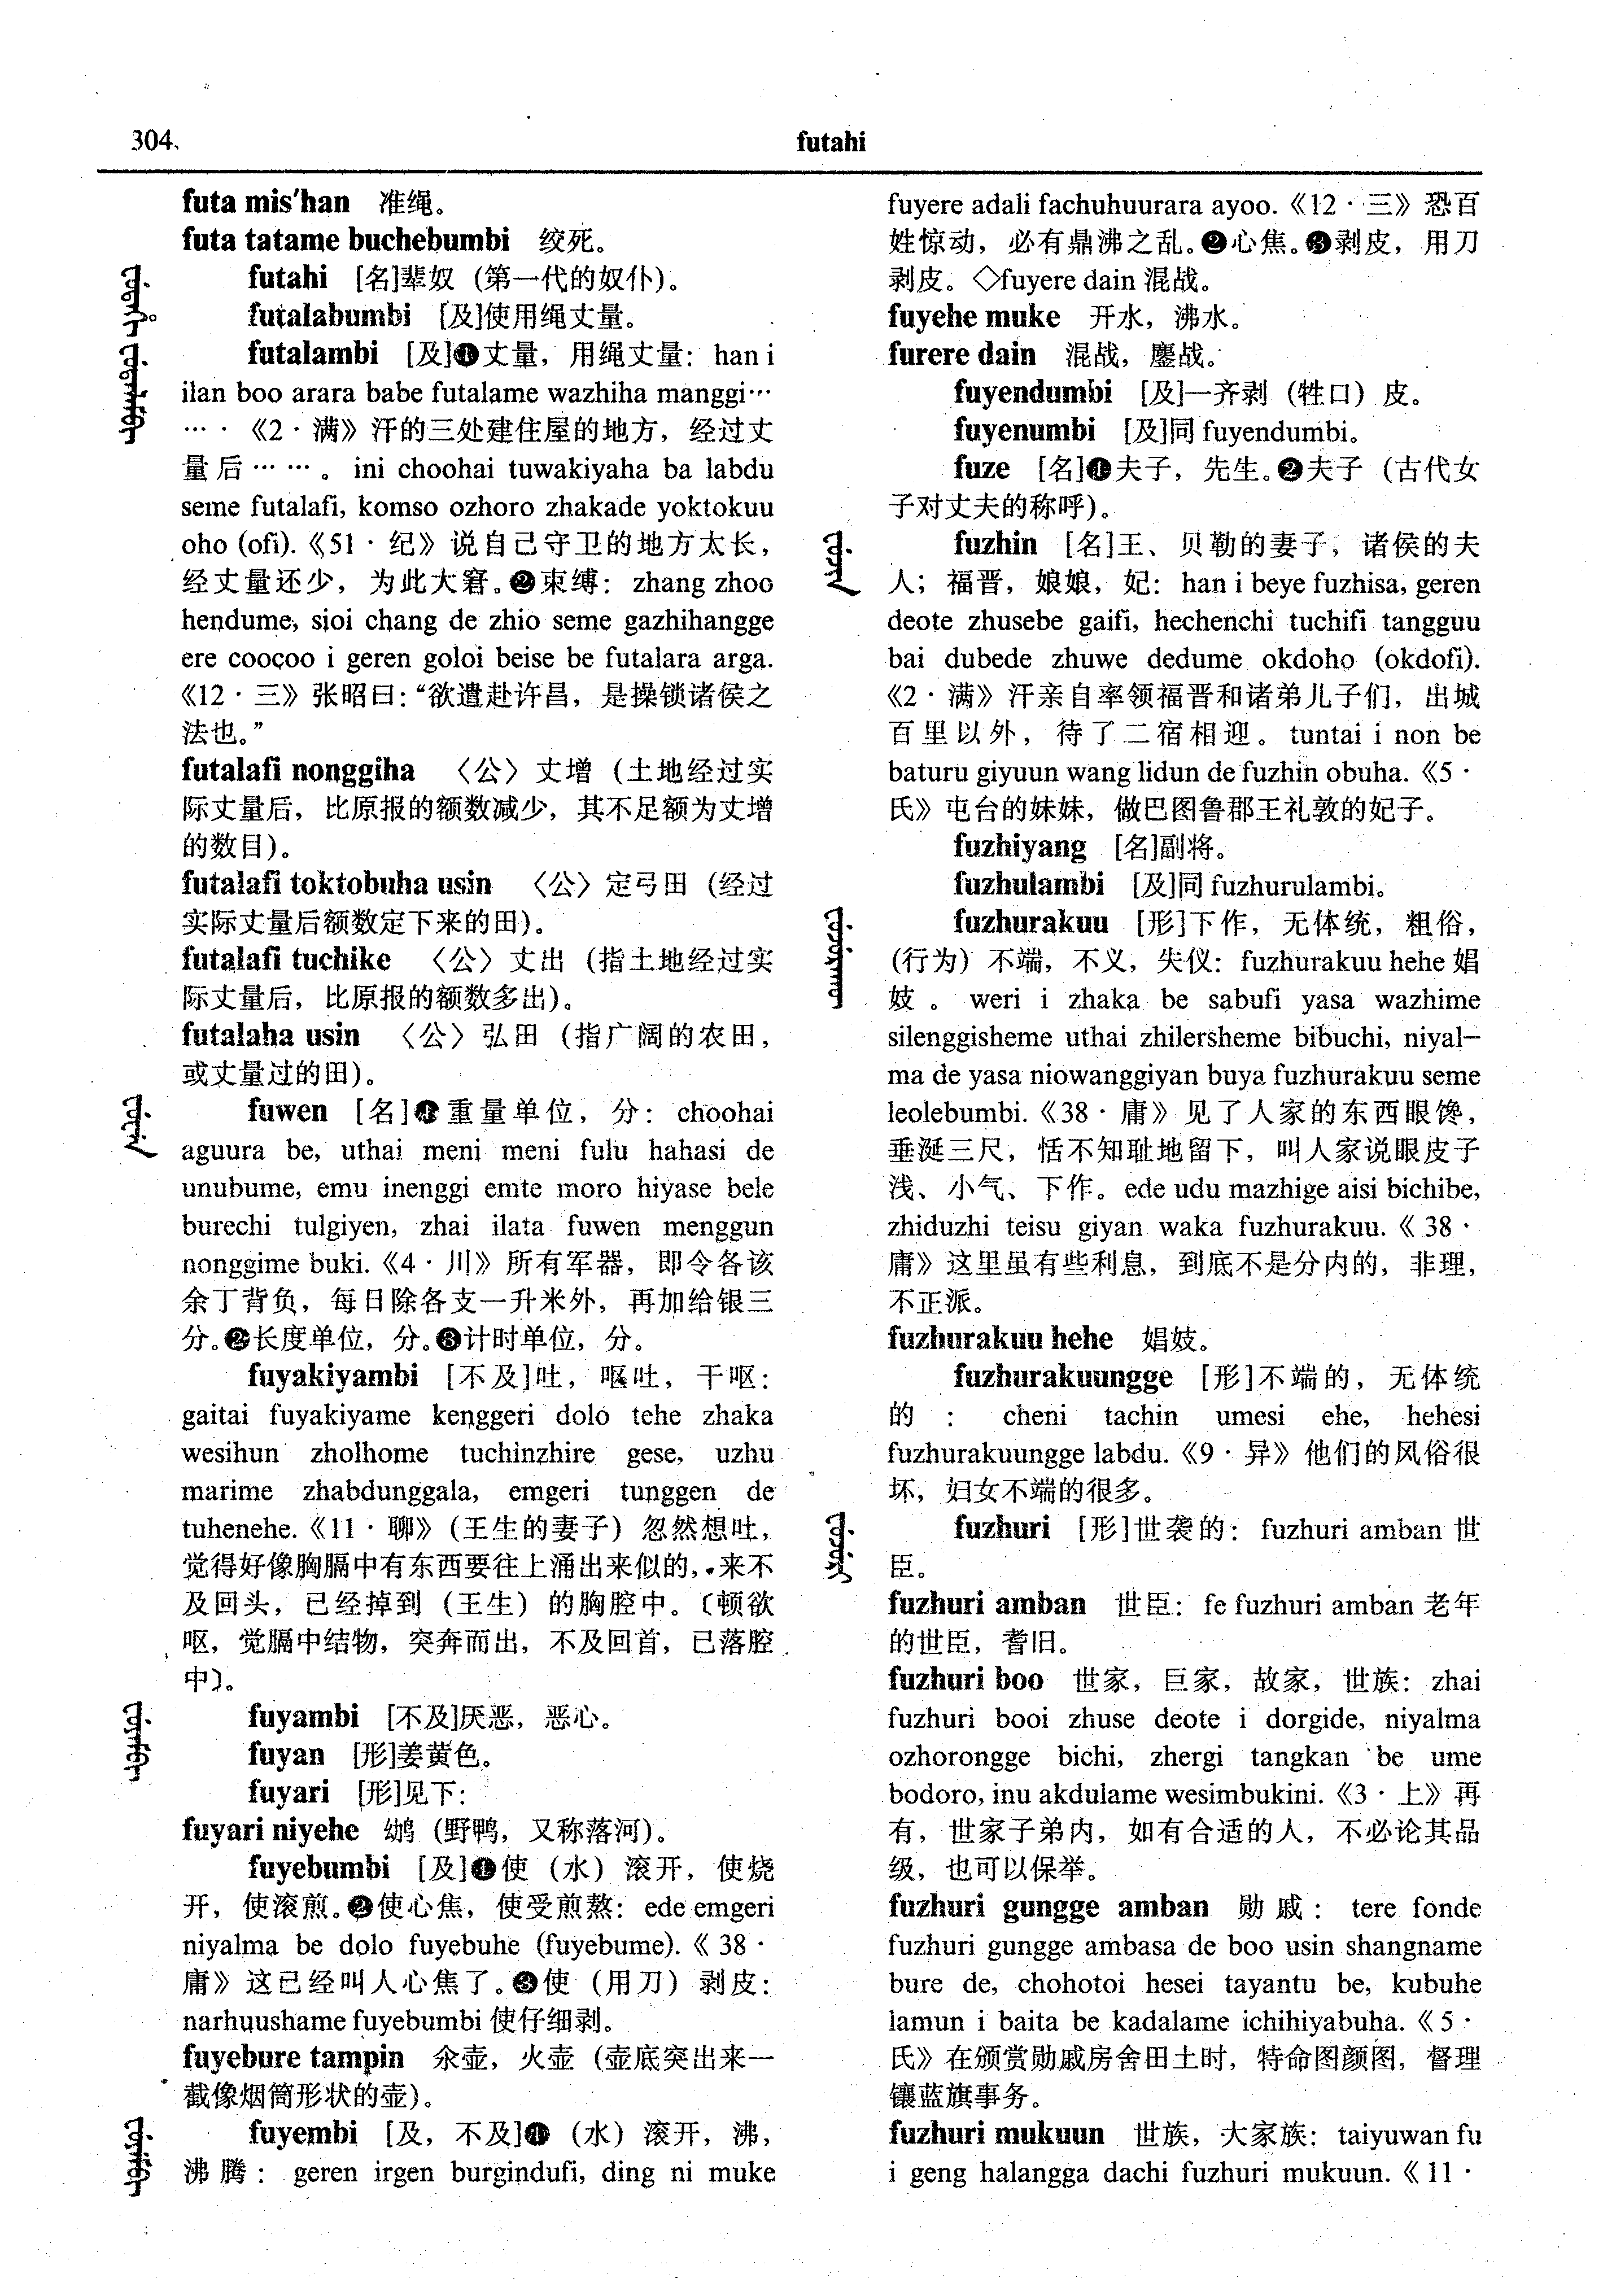 304.
futahi
futa mis'han 准绳。
futa tatame buchebumbi 绞死。
futahi [名]辈奴（第一代的奴仆）。
futalabumbi [及]使用绳丈量。
futalambi [及]❶丈量，用绳丈量：han i
ilan boo arara babe futalame wazhiha manggi…
…·《2·满》汗的三处建住屋的地方，经过丈
量后……。ini choohai tuwakiyaha ba labdu
seme futalafi, komso ozhoro zhakade yoktokuu
oho (ofi).《51·纪》说自己守卫的地方太长，
经丈量还少，为此大窘。❷束缚：zhang zhoo
hendume, sioi chang de zhio seme gazhihangge
ere coocoo i geren goloi beise be futalara arga.
《12·三》张昭曰：“欲遣赴许昌，是操锁诸侯之
法也。”
futalafi nonggiha 〈公〉丈增（土地经过实
际丈量后，比原报的额数减少，其不足额为丈增
的数目）。
futalafi toktobuha usin 〈公〉定弓田（经过
实际丈量后额数定下来的田）。
futalafi tuchike 〈公〉丈出（指土地经过实
际丈量后，比原报的额数多出）。
futalaha usin 〈公〉弘田（指广阔的农田，
或丈量过的田）。
fuwen [名]❶重量单位，分：choohai
aguura be, uthai meni meni fulu hahasi de
unubume, emu inenggi emte moro hiyase bele
burechi tulgiyen, zhai ilata fuwen menggun
nonggime buki.《4·川》所有军器，即令各该
余丁背负，每日除各支一升米外，再加给银三
分。❷长度单位，分。❸计时单位，分。
fuyakiyambi [不及]吐，呕吐，干呕：
gaitai fuyakiyame kenggeri dolo tehe zhaka
wesihun zholhome tuchinzhire gese, uzhu
marime zhabdunggala, emgeri tunggen de
tuhenehe.《11·聊》（王生的妻子）忽然想吐，
觉得好像胸膈中有东西要往上涌出来似的，来不
及回头，已经掉到（王生）的胸腔中。〔顿欲
呕，觉膈中结物，突奔而出，不及回首，已落腔
中〕。
fuyambi [不及]厌恶，恶心。
fuyan [形]姜黄色。
fuyari [形]见下：
fuyari niyehe （野鸭，又称落河）。
fuyebumbi [及]❶使（水）滚开，使烧
开，使滚煎。❷使心焦，使受煎熬：ede emgeri
niyalma be dolo fuyebuhe (fuyebume).《38·
庸》这已经叫人心焦了。❸使（用刀）剥皮：
narhuushame fuyebumbi 使仔细剥。
fuyebure tampin 汆壶，火壶（壶底突出来一
截像烟筒形状的壶）。
fuyembi [及，不及]❶（水）滚开，沸，
沸腾：geren irgen burgindufi, ding ni muke
fuyere adali fachuhuurara ayoo.《12·三》恐百
姓惊动，必有鼎沸之乱。❷心焦。❸剥皮，用刀
剥皮。◇fuyere dain 混战。
fuyehe muke 开水，沸水。
furere dain 混战，鏖战。
fuyendumbi [及]一齐剥（牲口）皮。
fuyenumbi [及]同 fuyendumbi。
fuze [名]❶夫子，先生。❷夫子（古代女
子对丈夫的称呼）。
fuzhin [名]王、贝勒的妻子，诸侯的夫
人；福晋，娘娘，妃：han i beye fuzhisa, geren
deote zhusebe gaifi, hechenchi tuchifi tangguu
bai dubede zhuwe dedume okdoho (okdofi).
《2·满》汗亲自率领福晋和诸弟儿子们，出城
百里以外，待了二宿相迎。tuntai i non be
baturu giyuun wang lidun de fuzhin obuha.《5·
氏》屯台的妹妹，做巴图鲁郡王礼敦的妃子。
fuzhiyang [名]副将。
fuzhulambi [及]同 fuzhurulambi。
fuzhurakuu [形]下作，无体统，粗俗，
（行为）不端，不义，失仪：fuzhurakuu hehe 娼
妓。weri i zhaka be sabufi yasa wazhime
silenggisheme uthai zhilersheme bibuchi, niyal-
ma de yasa niowanggiyan buya fuzhurakuu seme
leolebumbi.《38·庸》见了人家的东西眼馋，
垂涎三尺，恬不知耻地留下，叫人家说眼皮子
浅、小气、下作。ede udu mazhige aisi bichibe,
zhiduzhi teisu giyan waka fuzhurakuu.《38·
庸》这里虽有些利息，到底不是分内的，非理，
不正派。
fuzhurakuu hehe 娼妓。
fuzhurakuungge [形]不端的，无体统
的：cheni tachin umesi ehe, hehesi
fuzhurakuungge labdu.《9·异》他们的风俗很
坏，妇女不端的很多。
fuzhuri [形]世袭的：fuzhuri amban 世
臣。
fuzhuri amban 世臣：fe fuzhuri amban 老年
的世臣，耆旧。
fuzhuri boo 世家，巨家，故家，世族：zhai
fuzhuri booi zhuse deote i dorgide, niyalma
ozhorongge bichi, zhergi tangkan be ume
bodoro, inu akdulame wesimbukini.《3·上》再
有，世家子弟内，如有合适的人，不必论其品
级，也可以保举。
fuzhuri gungge amban 勋戚：tere fonde
fuzhuri gungge ambasa de boo usin shangname
bure de, chohotoi hesei tayantu be, kubuhe
lamun i baita be kadalame ichihiyabuha.《5·
氏》在颁赏勋戚房舍田土时，特命图颜图，督理
镶蓝旗事务。
fuzhuri mukuun 世族，大家族：taiyuwan fu
i geng halangga dachi fuzhuri mukuun.《11·